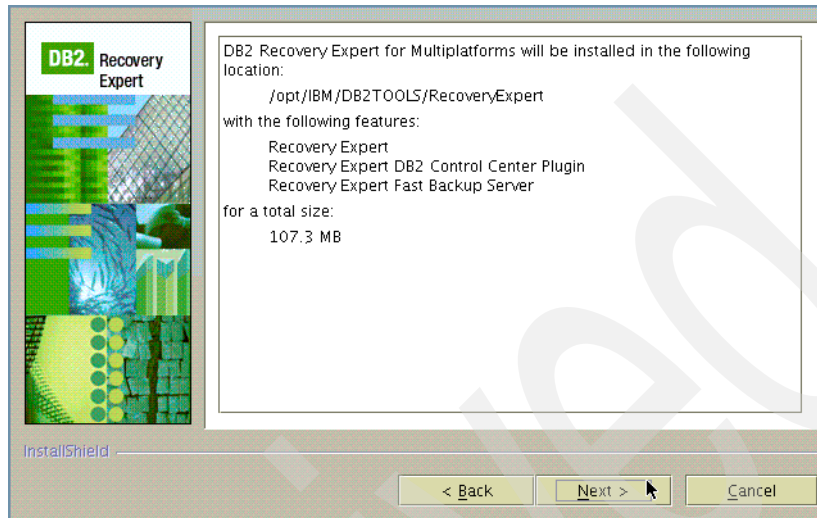 DB2. Recovery
Expert
DB2 Recovery Expert for Multiplatforms will be installed in the following
location:
/opt/IBM/DB2TOOLS/RecoveryExpert
with the following features:
Recovery Expert
Recovery Expert DB2 Control Center Plugin
Recovery Expert Fast Backup Server
for a total size:
107.3 MB
InstallShield
< Back
Next >
Cancel